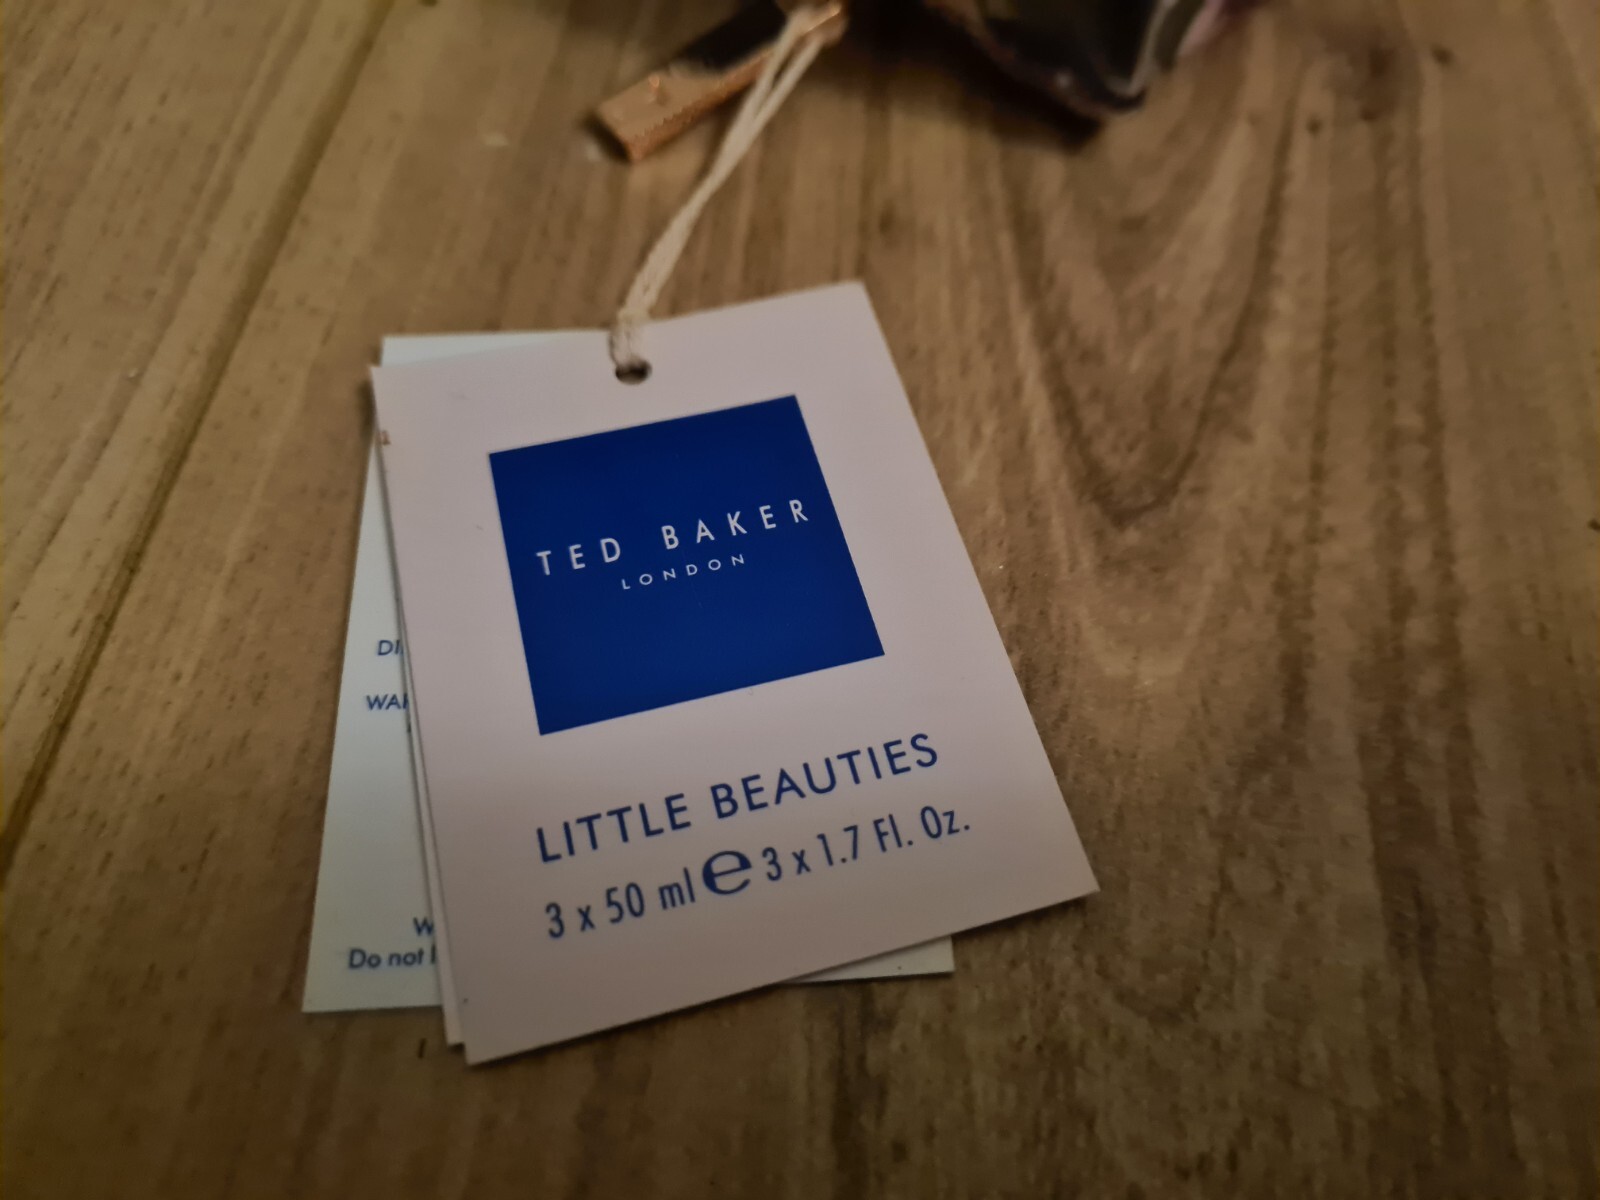 TED BAKER
LONDON
LITTLE BEAUTIES
3 x 50 ml e 3 x 1.7 Fl. Oz.
Do not